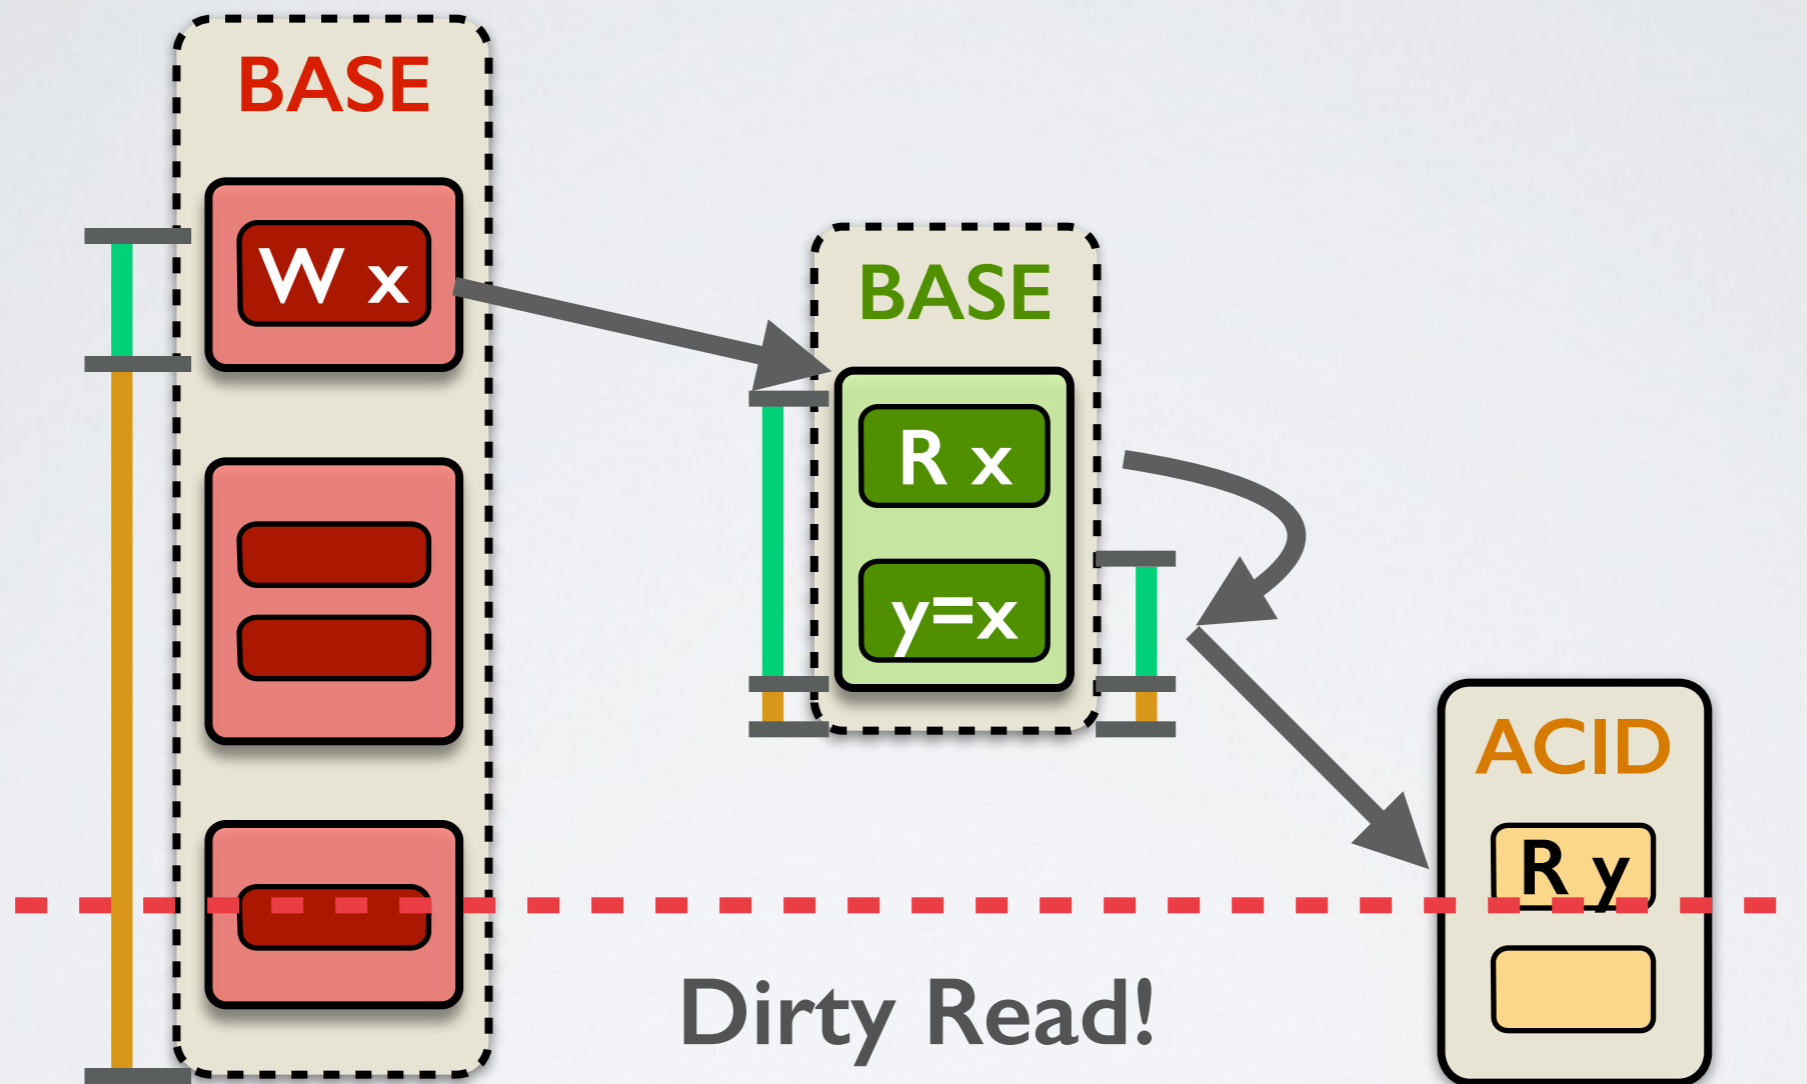 BASE
W x
BASE
R x
y=x
ACID
R y
Dirty Read!